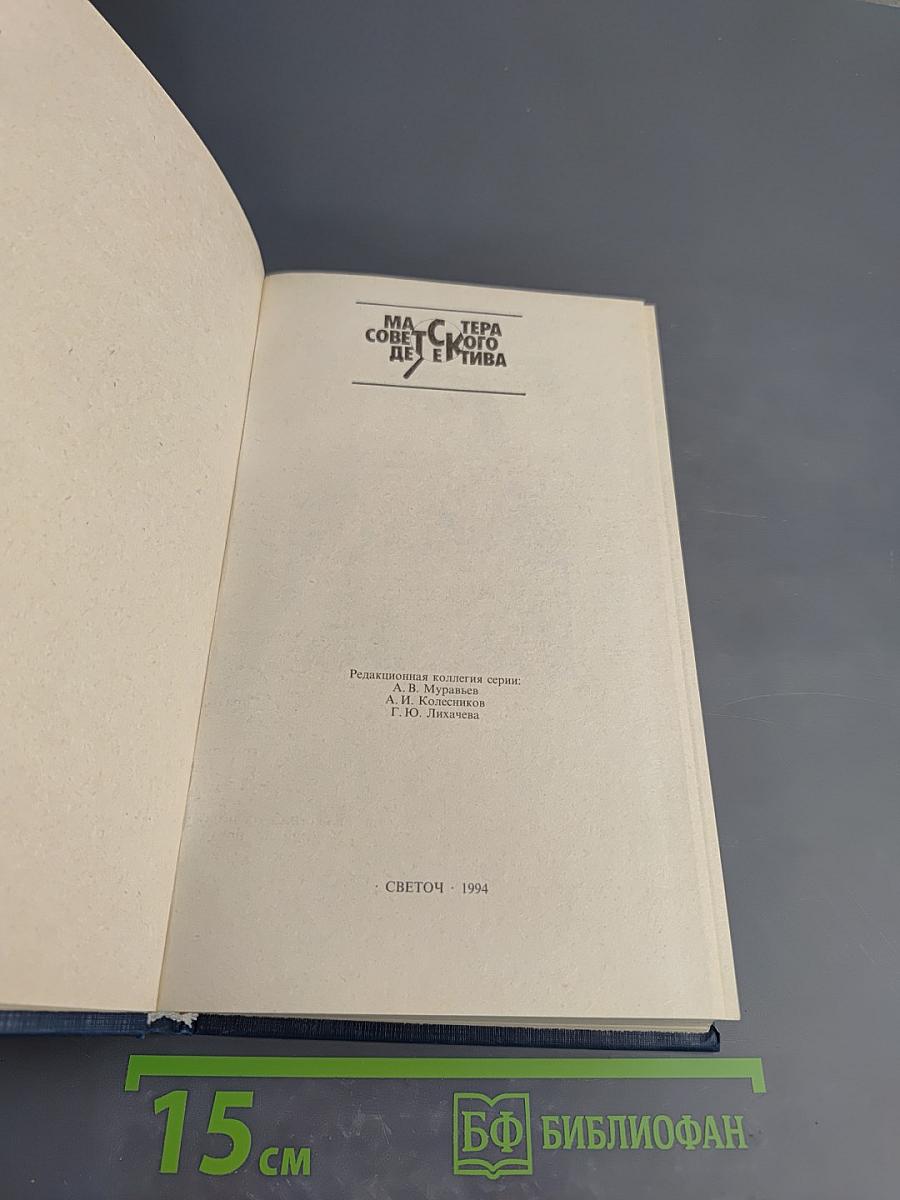 МАСТЕРА
СОВЕТСКОГО
ДЕТЕКТИВА
Редакционная коллегия серии:
А. В. Муравьев
А. И. Колесников
Г. Ю. Лихачева
· СВЕТОЧ · 1994
15 см
БФ БИБЛИОФАН